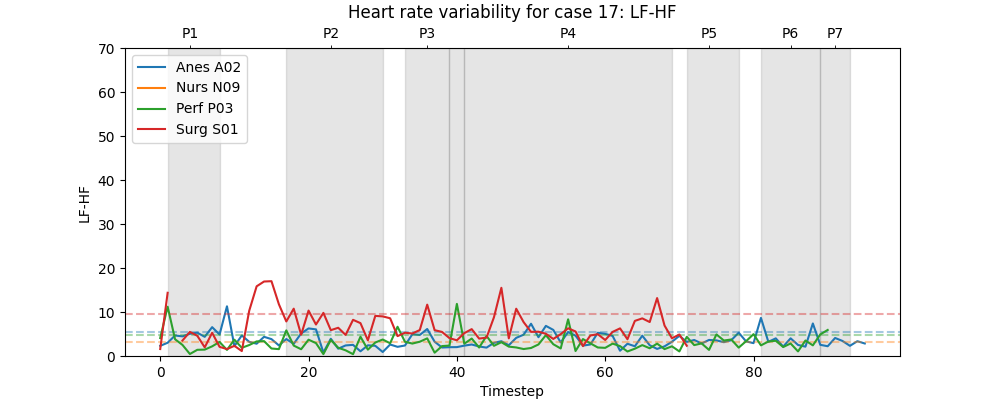 Heart rate variability for case 17: LF-HF
P1 P2 P3 P4 P5 P6 P7
70
60
50
40
30
20
10
0
LF-HF
Anes A02
Nurs N09
Perf P03
Surg S01
0 20 40 60 80
Timestep